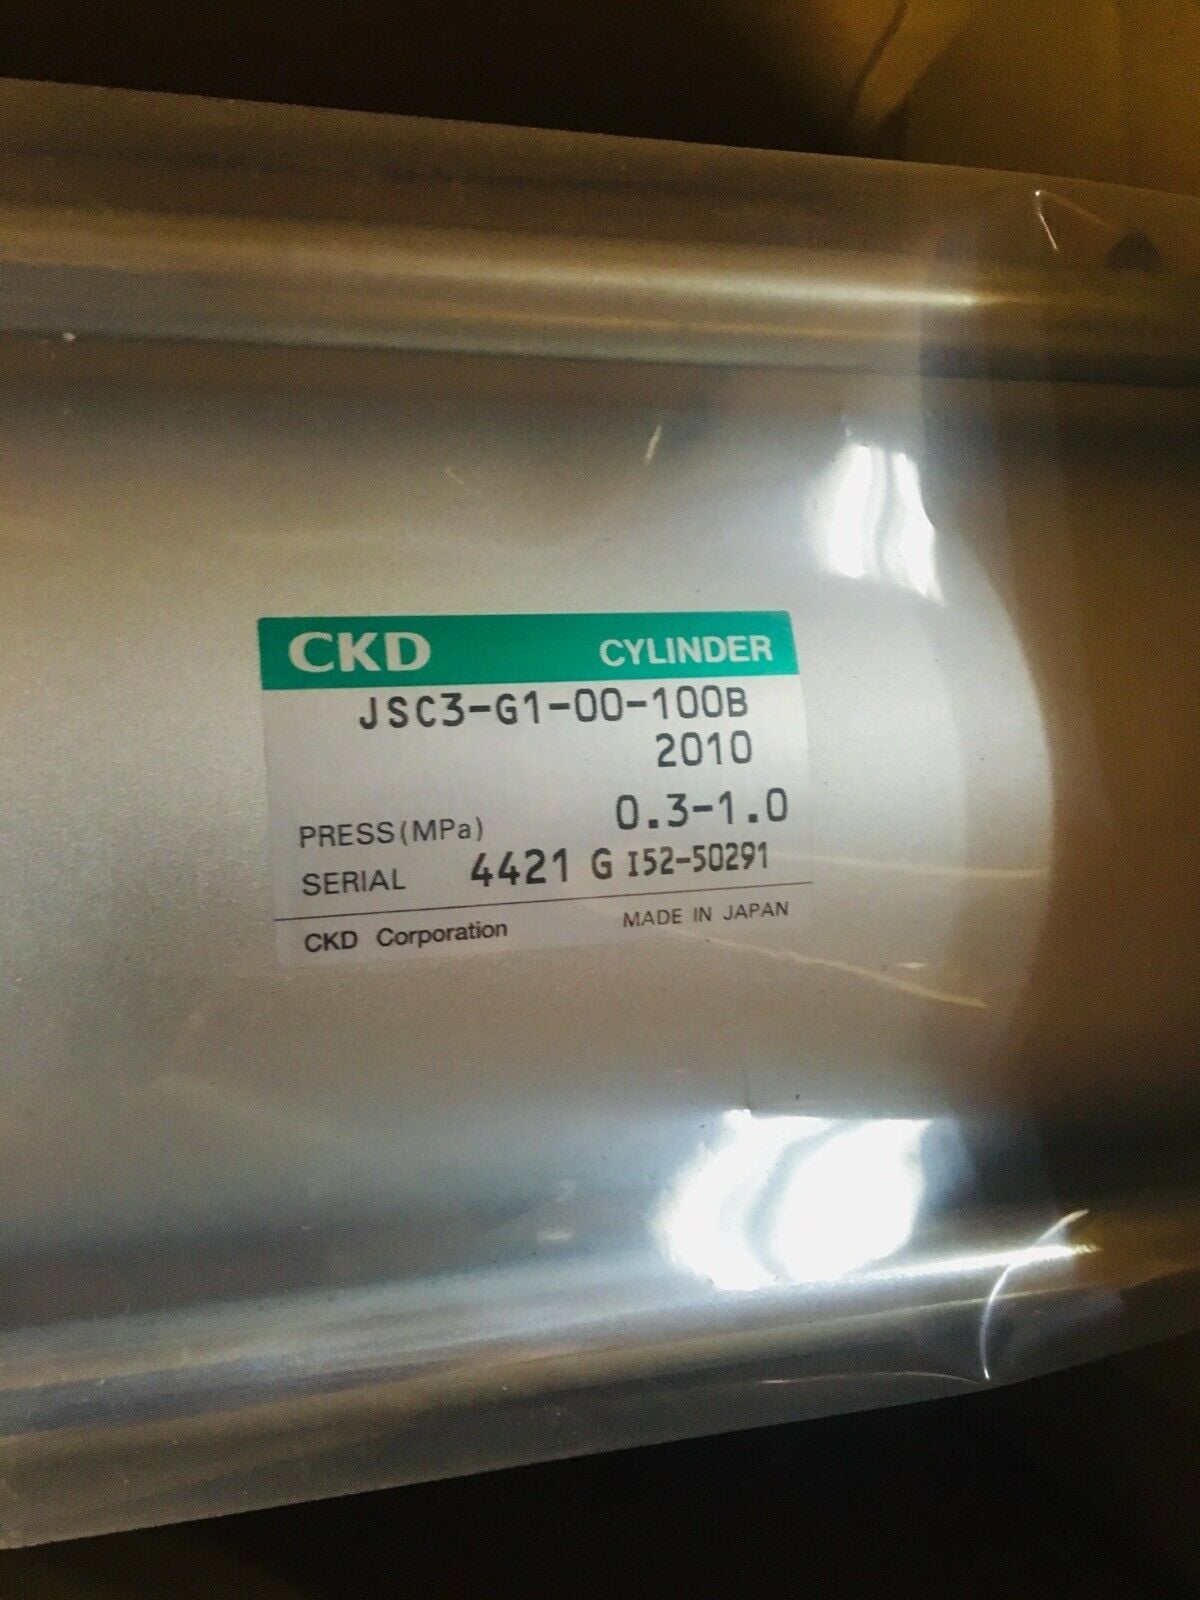 CKD CYLINDER
JSC3-G1-00-100B
2010
PRESS(MPa) 0.3-1.0
SERIAL 4421 G I52-50291
CKD Corporation MADE IN JAPAN